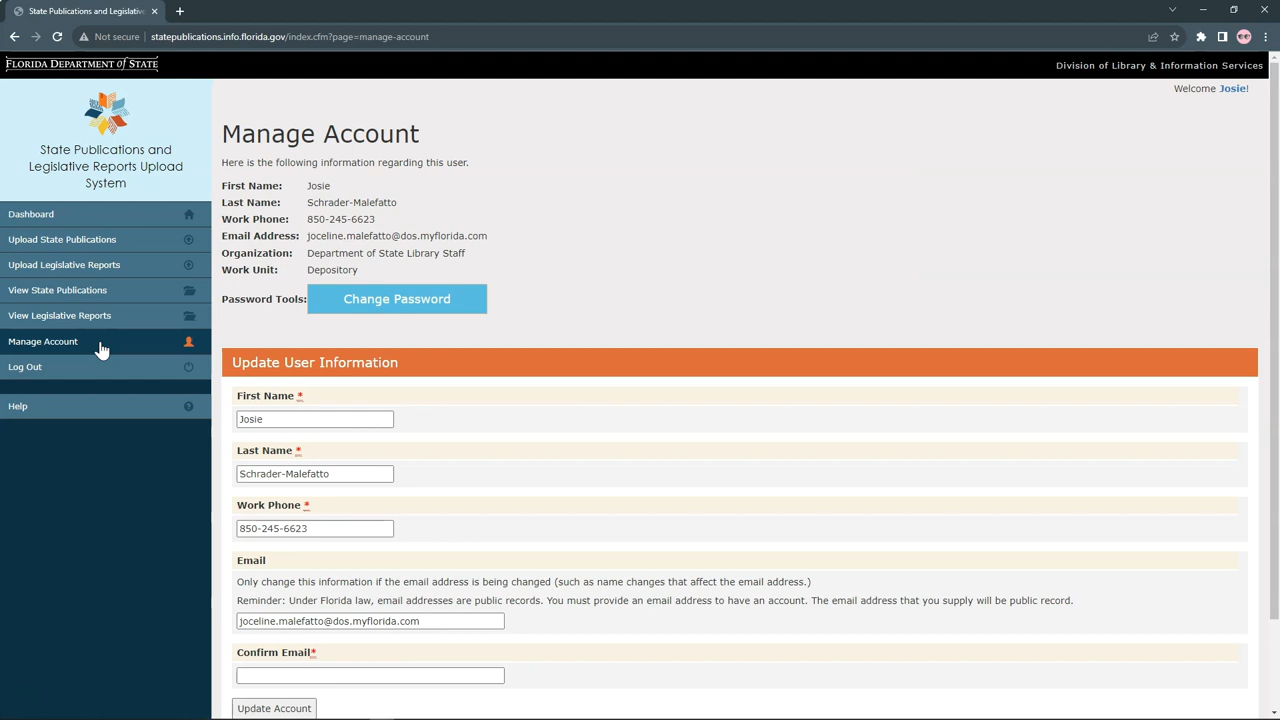 State Publications and Legislativ
Not secure
statepublications.info.florida.gov/index.cfm?page=manage-account
FLORIDA DEPARTMENT OF STATE
Division of Library & Information Services
Welcome Josie!
State Publications and
Legislative Reports Upload
System
Dashboard
Upload State Publications
Upload Legislative Reports
View State Publications
View Legislative Reports
Manage Account
Log Out
Help
Manage Account
Here is the following information regarding this user.
First Name: Josie
Last Name: Schrader-Malefatto
Work Phone: 850-245-6623
Email Address: joceline.malefatto@dos.myflorida.com
Organization: Department of State Library Staff
Work Unit: Depository
Password Tools: Change Password
Update User Information
First Name *
Josie
Last Name *
Schrader-Malefatto
Work Phone *
850-245-6623
Email
Only change this information if the email address is being changed (such as name changes that affect the email address.)
Reminder: Under Florida law, email addresses are public records. You must provide an email address to have an account. The email address that you supply will be public record.
joceline.malefatto@dos.myflorida.com
Confirm Email*
Update Account